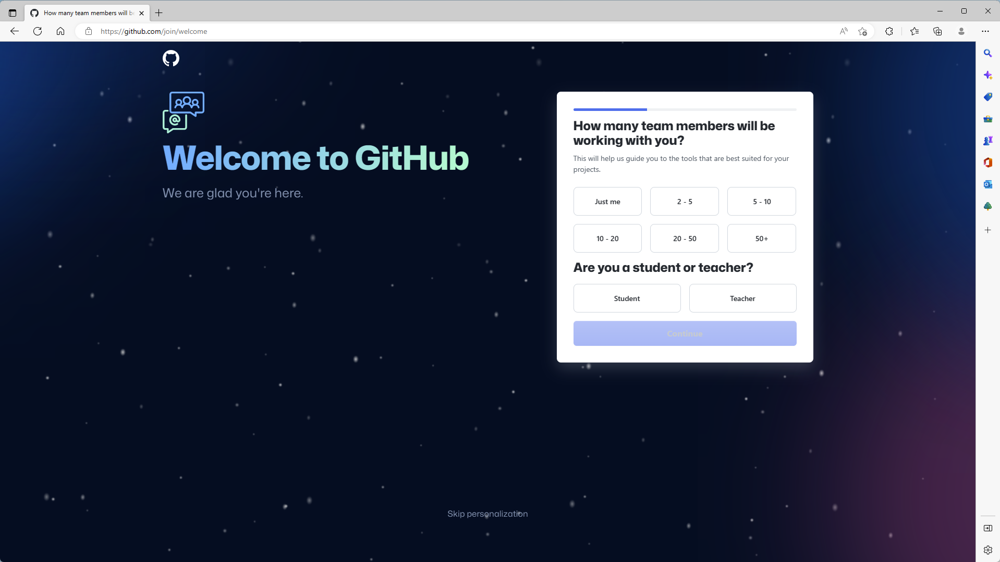 How many team members will be
https://github.com/join/welcome
Welcome to GitHub
We are glad you're here.
How many team members will be
working with you?
This will help us guide you to the tools that are best suited for your
projects.
Just me
2 - 5
5 - 10
10 - 20
20 - 50
50+
Are you a student or teacher?
Student
Teacher
Continue
Skip personalization